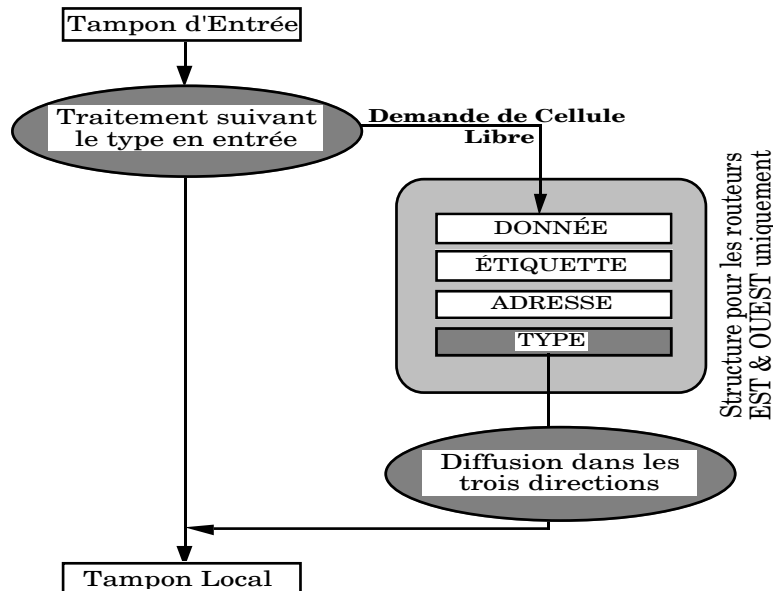 Tampon d'Entrée
Traitement suivant
le type en entrée
Demande de Cellule
Libre
DONNÉE
ÉTIQUETTE
ADRESSE
TYPE
Structure pour les routeurs
EST & OUEST uniquement
Diffusion dans les
trois directions
Tampon Local